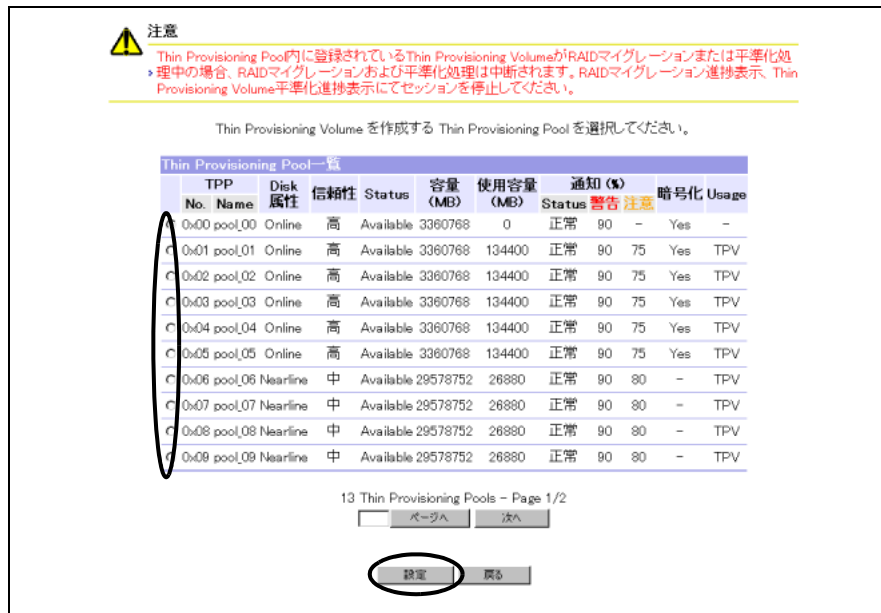 注意
Thin Provisioning Pool内に登録されているThin Provisioning VolumeがRAIDマイグレーションまたは平準化処
理中の場合、RAIDマイグレーションおよび平準化処理は中断されます。RAIDマイグレーション進捗表示、Thin
Provisioning Volume平準化進捗表示にてセッションを停止してください。
Thin Provisioning Volume を作成する Thin Provisioning Pool を選択してください。
Thin Provisioning Pool一覧
TPP Disk属性 信頼性 Status 容量(MB) 使用容量(MB) 通知 (%) 暗号化 Usage
No. Name Status 警告 注意
0x00 pool_00 Online 高 Available 3360768 0 正常 90 - Yes -
0x01 pool_01 Online 高 Available 3360768 134400 正常 90 75 Yes TPV
0x02 pool_02 Online 高 Available 3360768 134400 正常 90 75 Yes TPV
0x03 pool_03 Online 高 Available 3360768 134400 正常 90 75 Yes TPV
0x04 pool_04 Online 高 Available 3360768 134400 正常 90 75 Yes TPV
0x05 pool_05 Online 高 Available 3360768 134400 正常 90 75 Yes TPV
0x06 pool_06 Nearline 中 Available 29578752 26880 正常 90 80 - TPV
0x07 pool_07 Nearline 中 Available 29578752 26880 正常 90 80 - TPV
0x08 pool_08 Nearline 中 Available 29578752 26880 正常 90 80 - TPV
0x09 pool_09 Nearline 中 Available 29578752 26880 正常 90 80 - TPV
13 Thin Provisioning Pools - Page 1/2
ページへ 次へ
設定 戻る